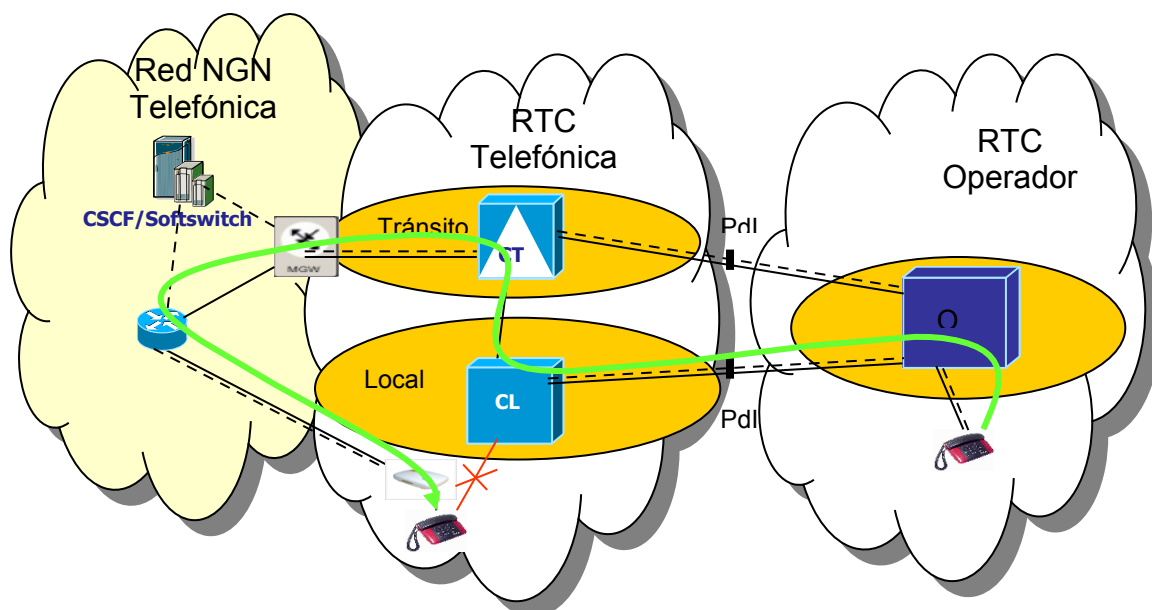 Red NGN
Telefónica
CSCF/Softswitch
MGW
RTC
Telefónica
Tránsito
CT
Local
CL
PdI
PdI
RTC
Operador
O